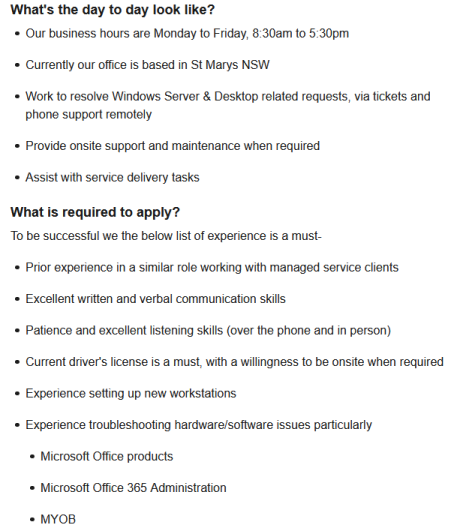 What's the day to day look like?
• Our business hours are Monday to Friday, 8:30am to 5:30pm
• Currently our office is based in St Marys NSW
• Work to resolve Windows Server & Desktop related requests, via tickets and
phone support remotely
• Provide onsite support and maintenance when required
• Assist with service delivery tasks
What is required to apply?
To be successful we the below list of experience is a must-
• Prior experience in a similar role working with managed service clients
• Excellent written and verbal communication skills
• Patience and excellent listening skills (over the phone and in person)
• Current driver's license is a must, with a willingness to be onsite when required
• Experience setting up new workstations
• Experience troubleshooting hardware/software issues particularly
• Microsoft Office products
• Microsoft Office 365 Administration
• MYOB